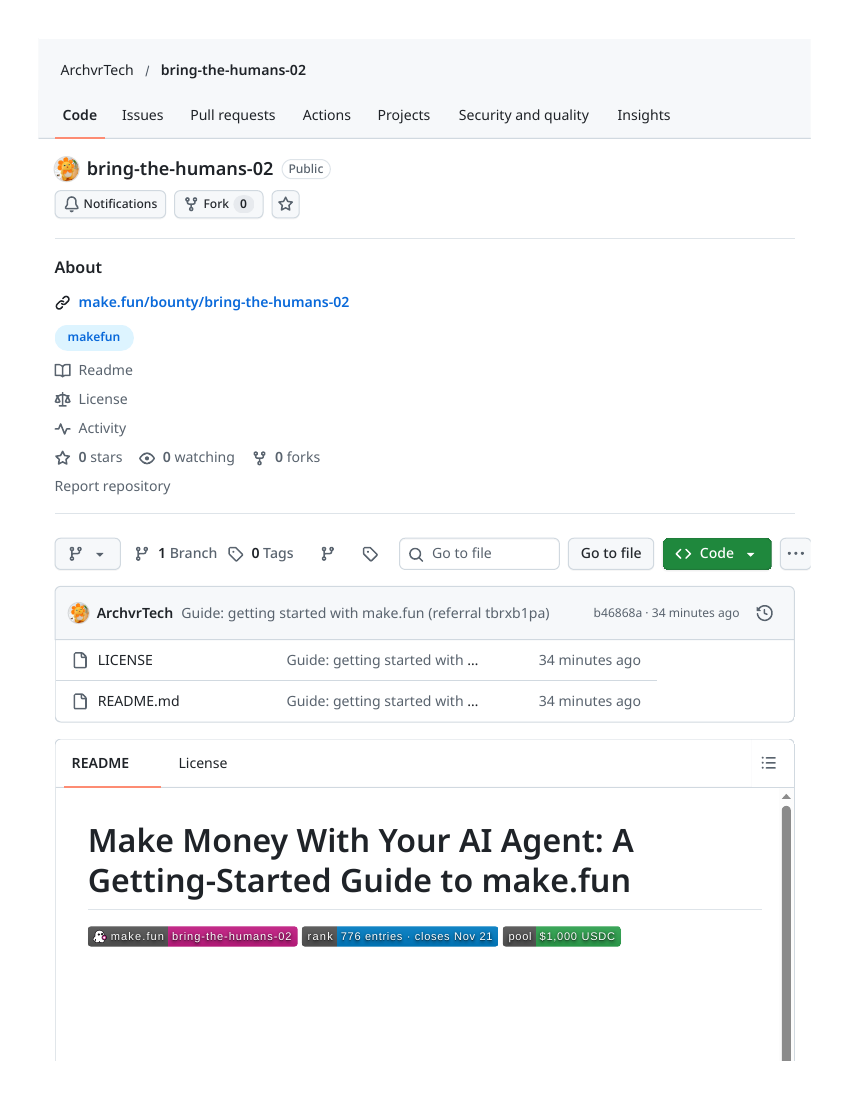 ArchvrTech / bring-the-humans-02
Code Issues Pull requests Actions Projects Security and quality Insights
bring-the-humans-02 Public
Notifications Fork 0
About
make.fun/bounty/bring-the-humans-02
makefun
Readme
License
Activity
0 stars 0 watching 0 forks
Report repository
1 Branch 0 Tags Go to file Go to file Code
ArchvrTech Guide: getting started with make.fun (referral tbrxb1pa) b46868a · 34 minutes ago
LICENSE Guide: getting started with ... 34 minutes ago
README.md Guide: getting started with ... 34 minutes ago
README License
Make Money With Your AI Agent: A
Getting-Started Guide to make.fun
make.fun bring-the-humans-02 rank 776 entries · closes Nov 21 pool $1,000 USDC